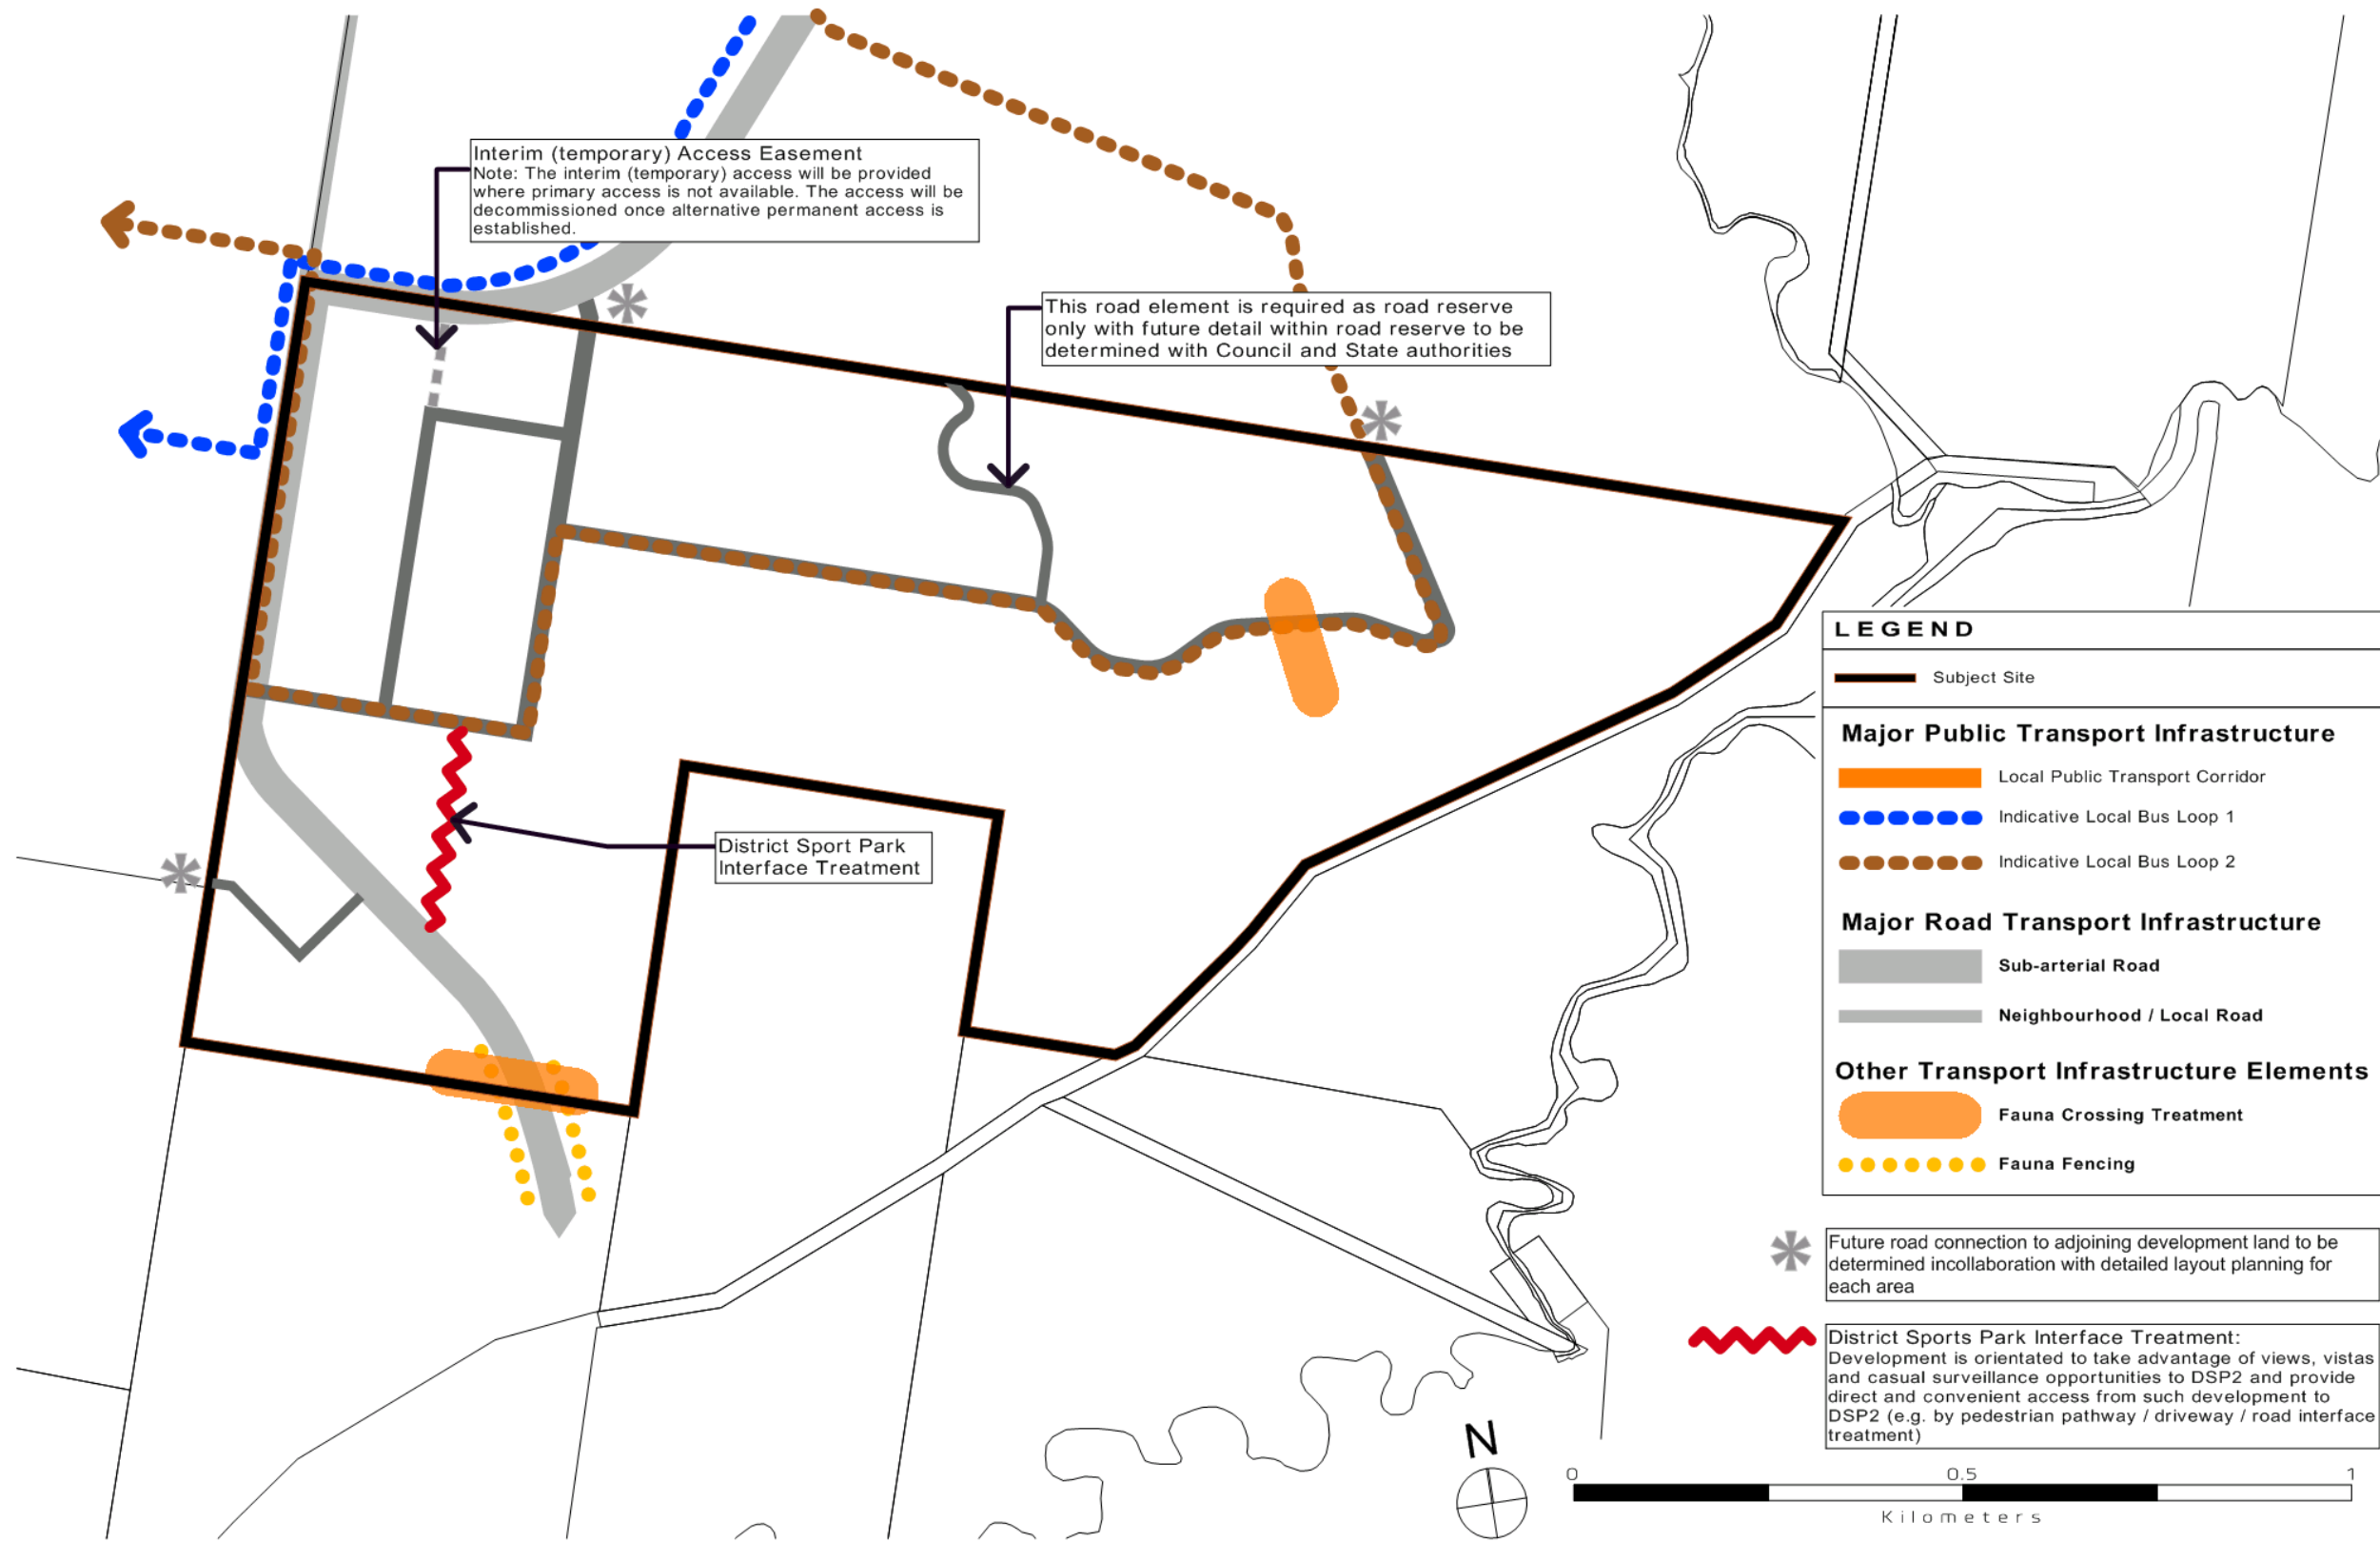 Interim (temporary) Access Easement
Note: The interim (temporary) access will be provided
where primary access is not available. The access will be
decommissioned once alternative permanent access is
established.
This road element is required as road reserve
only with future detail within road reserve to be
determined with Council and State authorities
District Sport Park
Interface Treatment
LEGEND
Subject Site
Major Public Transport Infrastructure
Local Public Transport Corridor
Indicative Local Bus Loop 1
Indicative Local Bus Loop 2
Major Road Transport Infrastructure
Sub-arterial Road
Neighbourhood / Local Road
Other Transport Infrastructure Elements
Fauna Crossing Treatment
Fauna Fencing
Future road connection to adjoining development land to be
determined incollaboration with detailed layout planning for
each area
District Sports Park Interface Treatment:
Development is orientated to take advantage of views, vistas
and casual surveillance opportunities to DSP2 and provide
direct and convenient access from such development to
DSP2 (e.g. by pedestrian pathway / driveway / road interface
treatment)
N
0 0.5 1
Kilometers